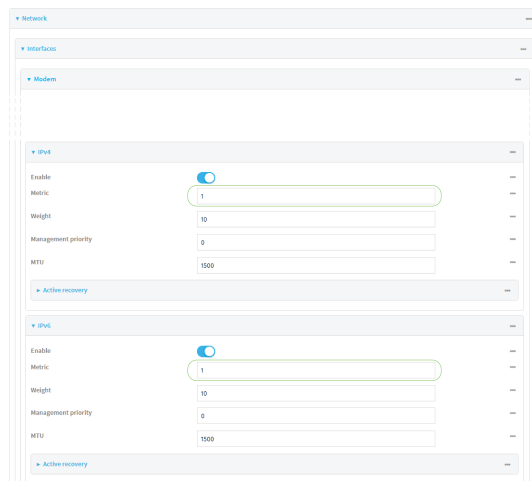 ▼ Network
▼ Interfaces
▼ Modem
▼ IPv4
Enable
Metric 1
Weight 10
Management priority 0
MTU 1500
► Active recovery
▼ IPv6
Enable
Metric 1
Weight 10
Management priority 0
MTU 1500
► Active recovery